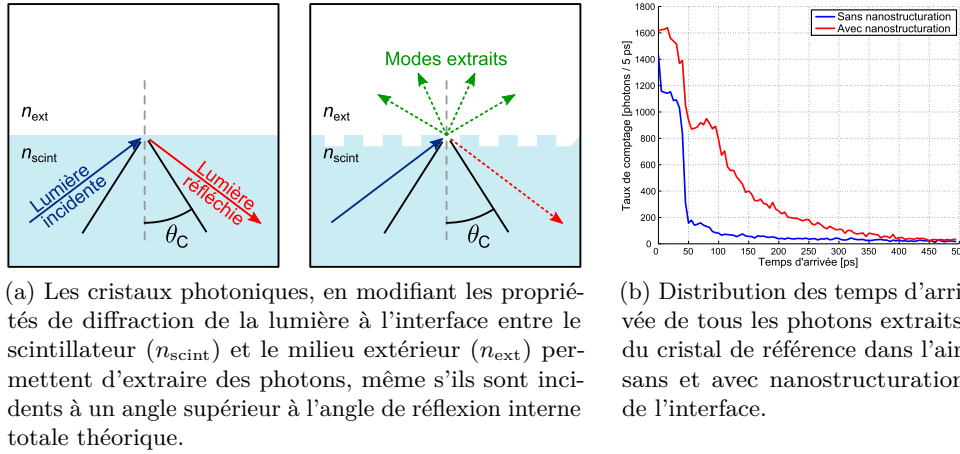 n_ext
n_scint
Lumière
incidente
Lumière
réfléchie
θ_C
Modes extraits
n_ext
n_scint
θ_C
Taux de comptage [photons / 5 ps]
1800
1600
1400
1200
1000
800
600
400
200
0
Sans nanostructuration
Avec nanostructuration
0 50 100 150 200 250 300 350 400 450 500
Temps d'arrivée [ps]
(a) Les cristaux photoniques, en modifiant les proprié-
tés de diffraction de la lumière à l'interface entre le
scintillateur (n_scint) et le milieu extérieur (n_ext) per-
mettent d'extraire des photons, même s'ils sont inci-
dents à un angle supérieur à l'angle de réflexion interne
totale théorique.
(b) Distribution des temps d'arri-
vée de tous les photons extraits
du cristal de référence dans l'air
sans et avec nanostructuration
de l'interface.